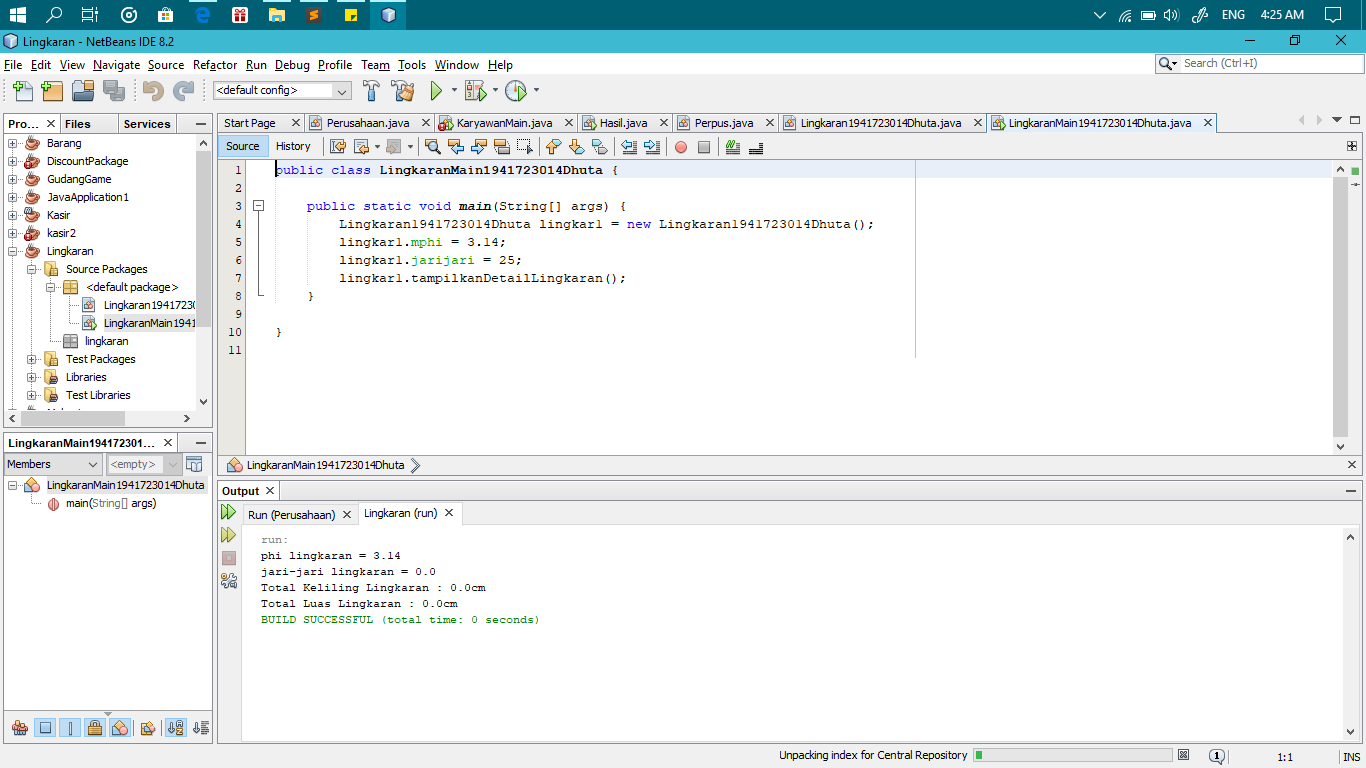 ENG 4:25 AM
Lingkaran - NetBeans IDE 8.2
File Edit View Navigate Source Refactor Run Debug Profile Team Tools Window Help
Search (Ctrl+I)
<default config>
Pro... Files Services
Barang
DiscountPackage
GudangGame
JavaApplication1
Kasir
kasir2
Lingkaran
Source Packages
<default package>
Lingkaran1941723(
LingkaranMain1941
lingkaran
Test Packages
Libraries
Test Libraries
Start Page Perusahaan.java KaryawanMain.java Hasil.java Perpus.java Lingkaran1941723014Dhuta.java LingkaranMain1941723014Dhuta.java
Source History
1 public class LingkaranMain1941723014Dhuta {
2
3 public static void main(String[] args) {
4 Lingkaran1941723014Dhuta lingkar1 = new Lingkaran1941723014Dhuta();
5 lingkar1.mphi = 3.14;
6 lingkar1.jarijari = 25;
7 lingkar1.tampilkanDetailLingkaran();
8 }
9
10 }
11
LingkaranMain1941723014Dhuta
LingkaranMain194172301...
Members <empty>
LingkaranMain1941723014Dhuta
main(String[] args)
Output
Run (Perusahaan) Lingkaran (run)
run:
phi lingkaran = 3.14
jari-jari lingkaran = 0.0
Total Keliling Lingkaran : 0.0cm
Total Luas Lingkaran : 0.0cm
BUILD SUCCESSFUL (total time: 0 seconds)
Unpacking index for Central Repository 1 1:1 INS